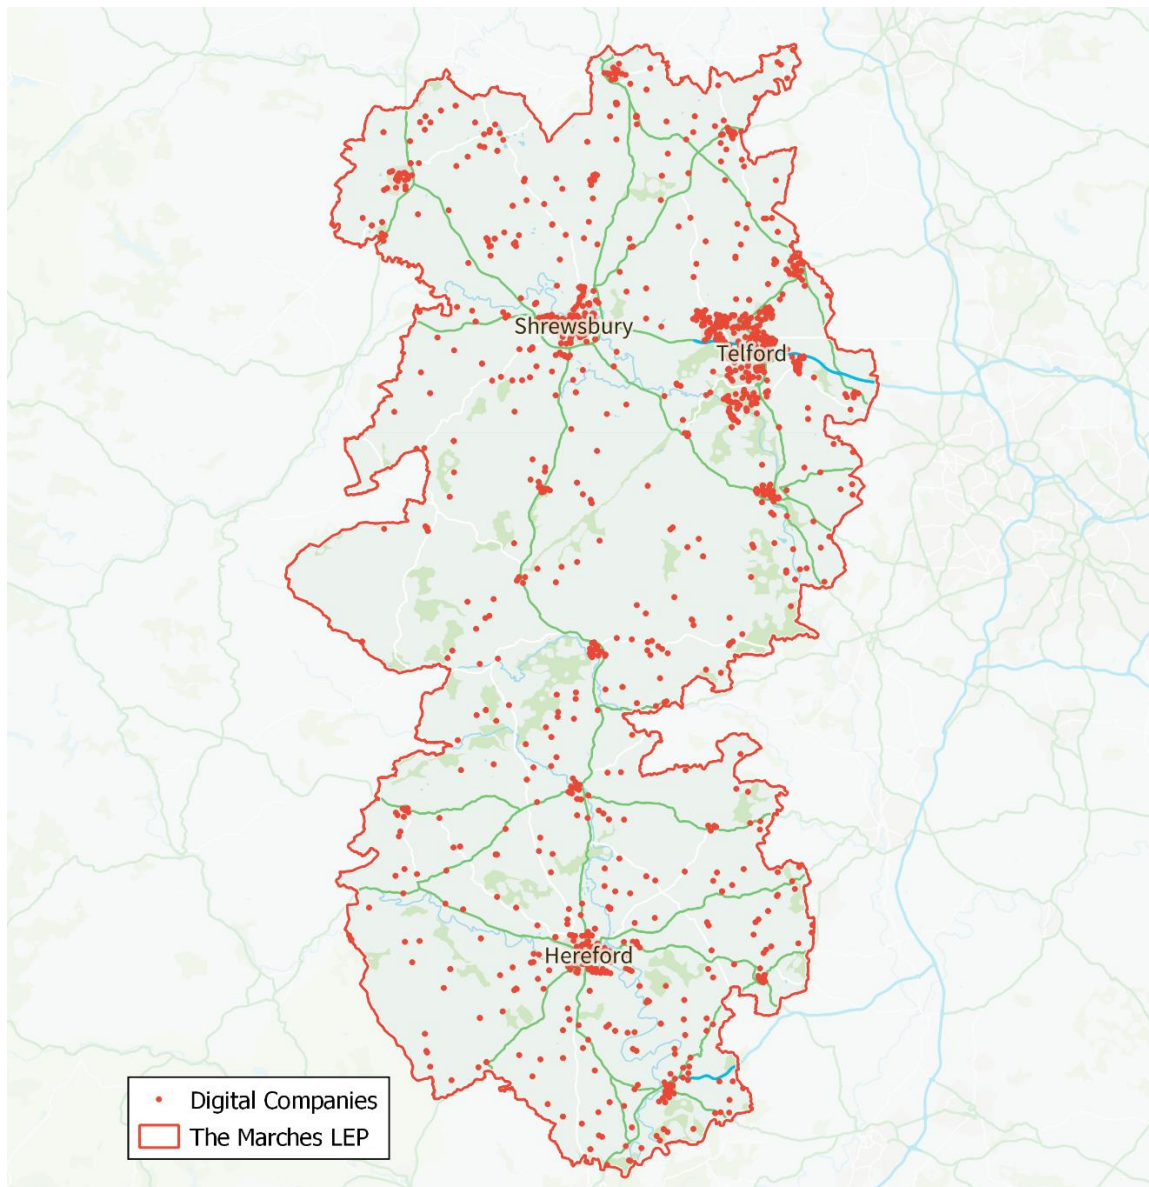 Shrewsbury
Telford
Hereford
Digital Companies
The Marches LEP